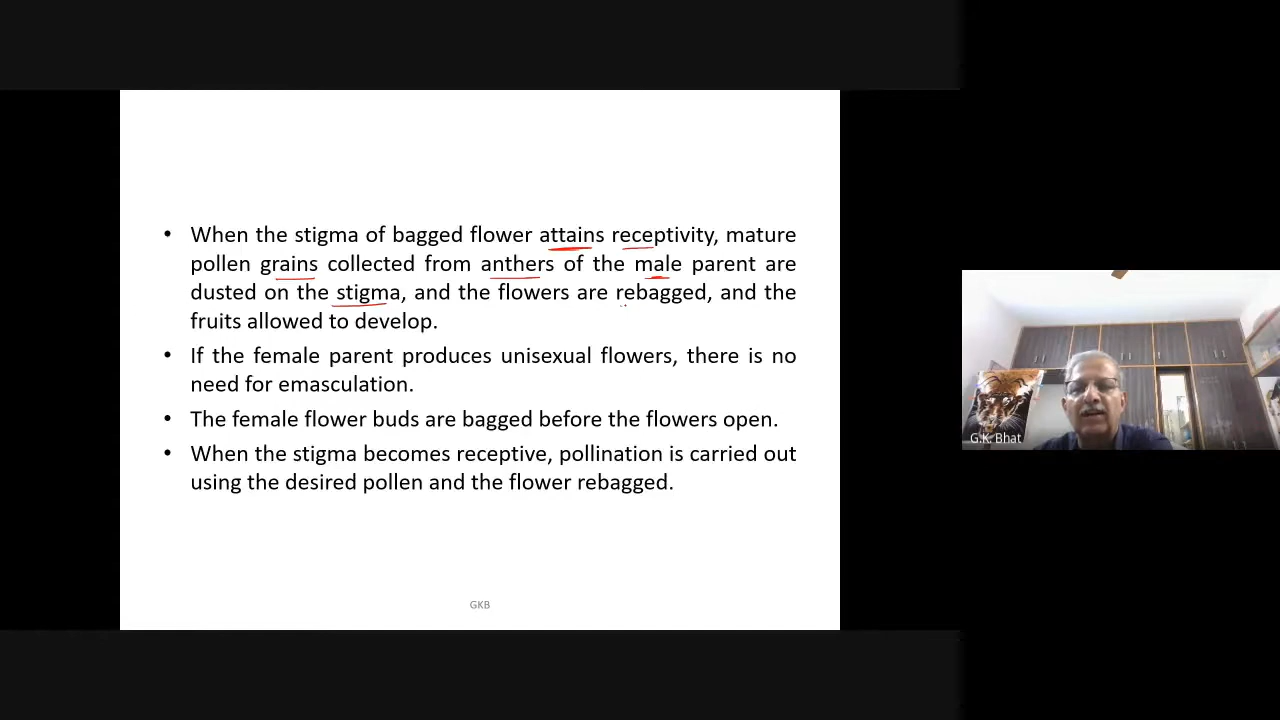 • When the stigma of bagged flower attains receptivity, mature
pollen grains collected from anthers of the male parent are
dusted on the stigma, and the flowers are rebagged, and the
fruits allowed to develop.
• If the female parent produces unisexual flowers, there is no
need for emasculation.
• The female flower buds are bagged before the flowers open.
• When the stigma becomes receptive, pollination is carried out
using the desired pollen and the flower rebagged.
GKB
G.K. Bhat